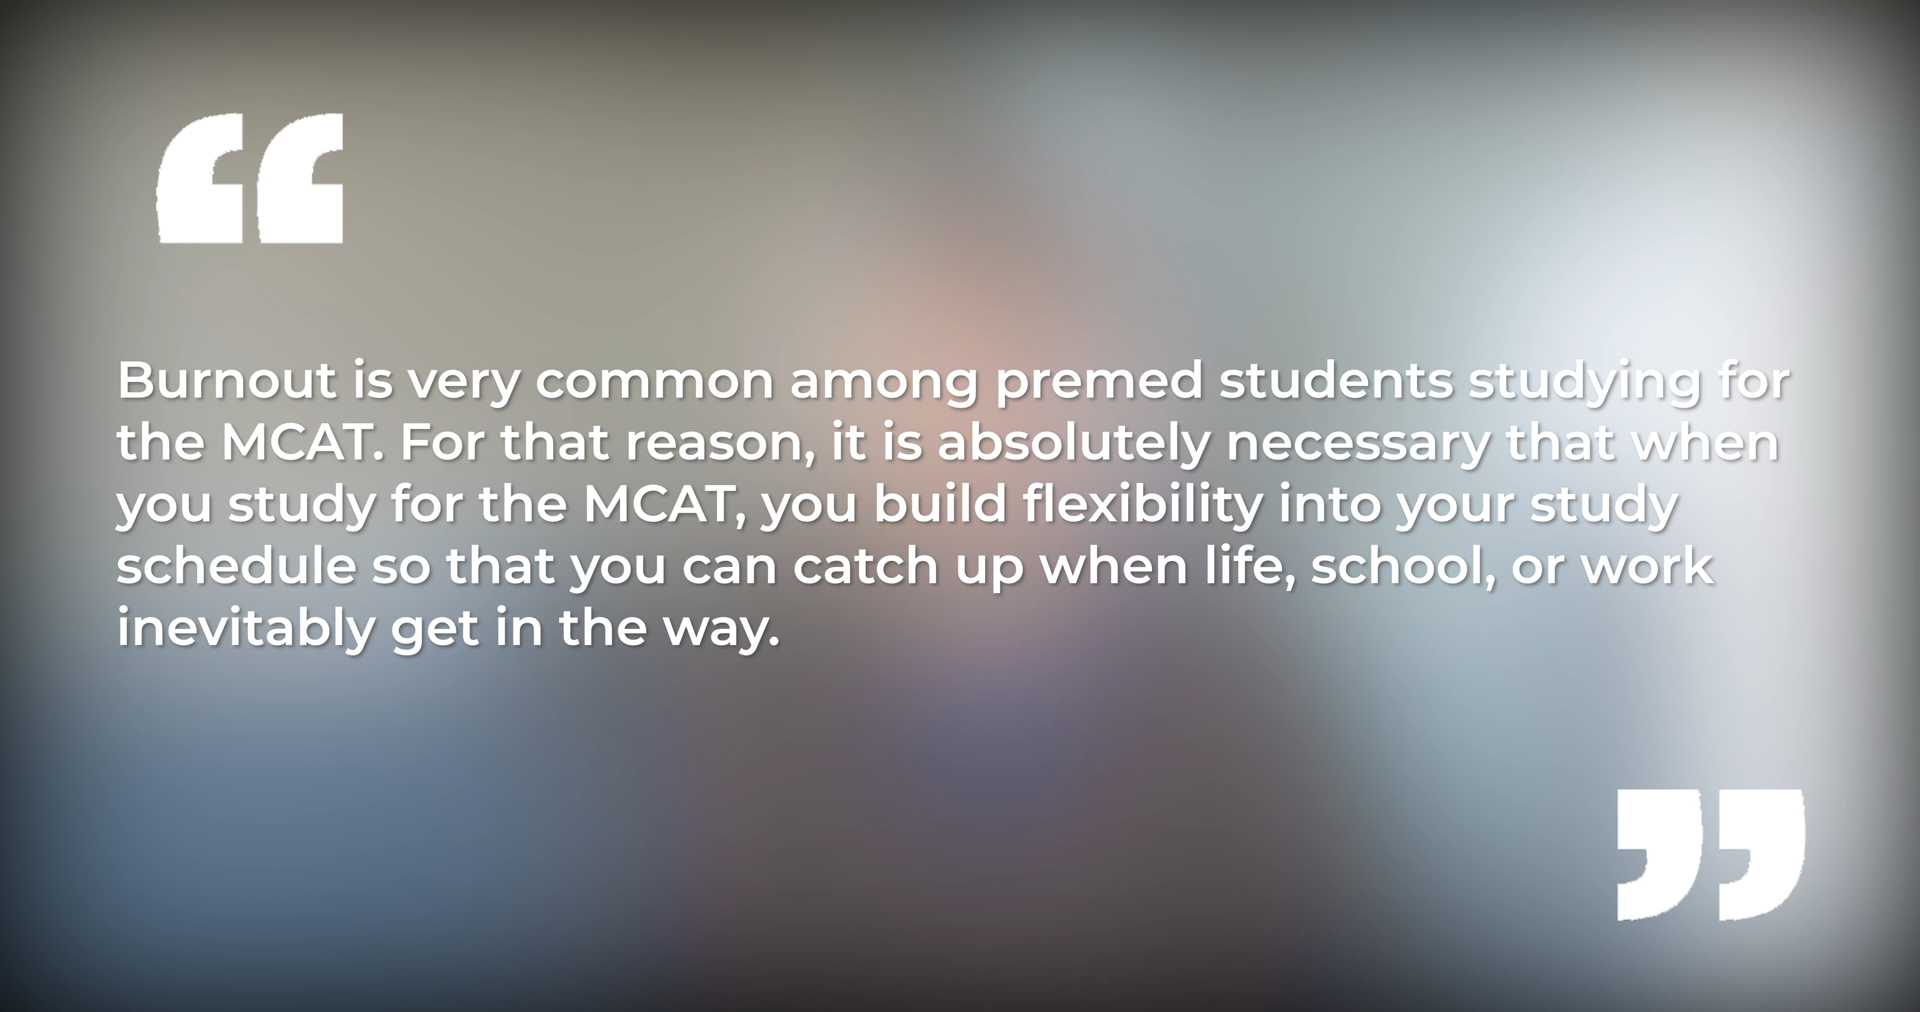 “
Burnout is very common among premed students studying for
the MCAT. For that reason, it is absolutely necessary that when
you study for the MCAT, you build flexibility into your study
schedule so that you can catch up when life, school, or work
inevitably get in the way.
”